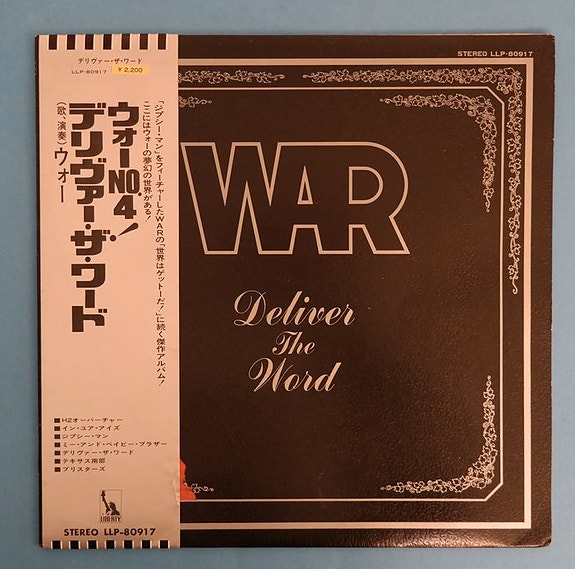 デリヴァー・ザ・ワード
LLP-80917 ￥2,200
ウォーNO.4!
デリヴァー・ザ・ワード
(歌、演奏)ウォー
「ジプシー・マン」をフィーチャーしたWARの「世界はゲットーだ!」に続く傑作アルバム!
ここにはウォーの夢幻の世界がある!
■H2オーバーチャー
■イン・ユア・アイズ
■ジプシー・マン
■ミー・アンド・ベイビー・ブラザー
■デリヴァー・ザ・ワード
■テキサス南部
■ブリスターズ
LIBERTY
STEREO LLP-80917
STEREO LLP-80917
WAR
Deliver
The
Word